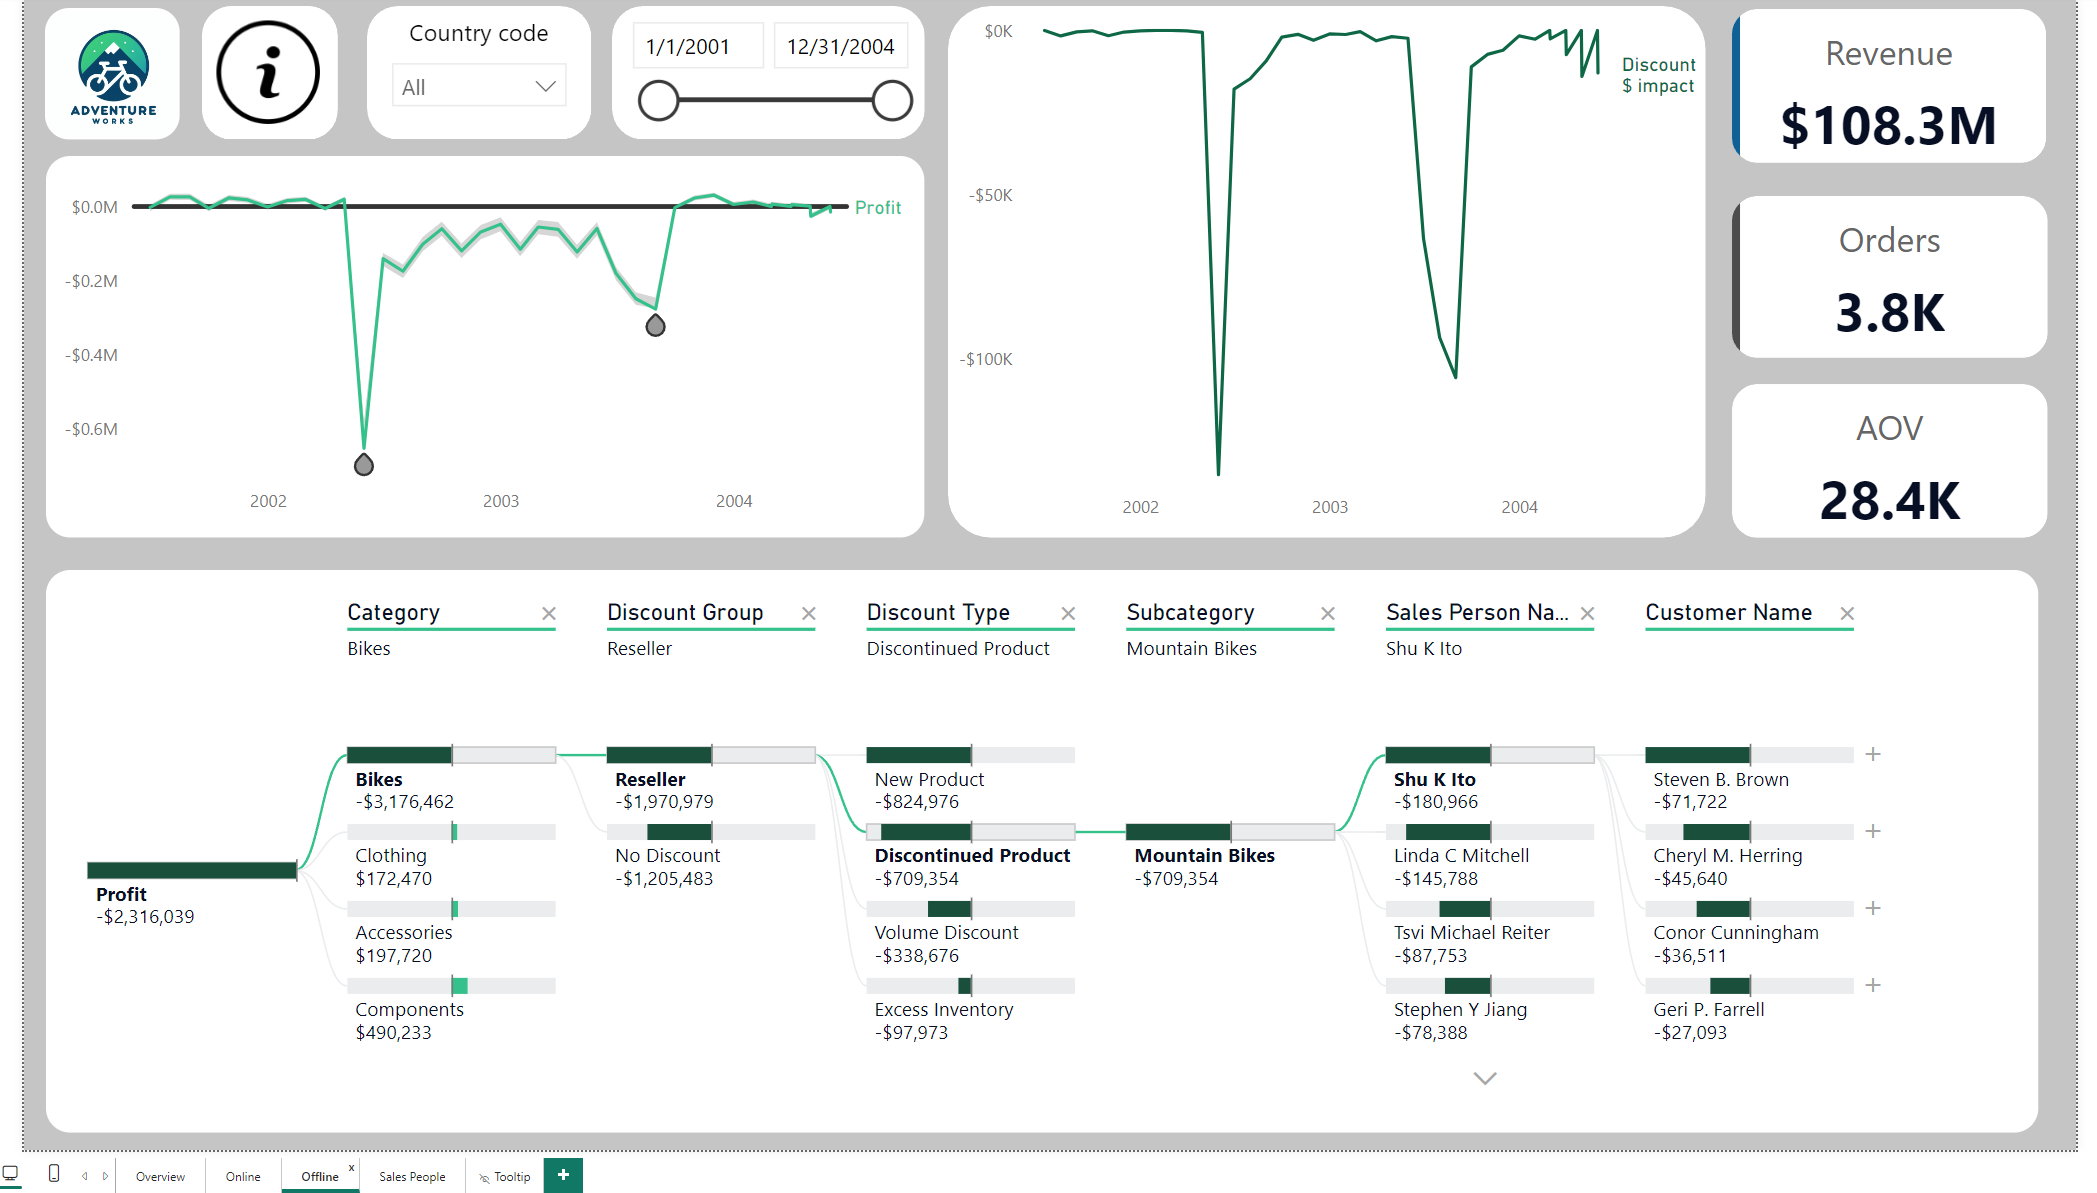 ADVENTURE
WORKS
i
Country code
All
1/1/2001
12/31/2004
$0.0M
-$0.2M
-$0.4M
-$0.6M
Profit
2002
2003
2004
$0K
-$50K
-$100K
Discount
$ impact
2002
2003
2004
Revenue
$108.3M
Orders
3.8K
AOV
28.4K
Category
Bikes
Discount Group
Reseller
Discount Type
Discontinued Product
Subcategory
Mountain Bikes
Sales Person Na...
Shu K Ito
Customer Name
Profit
-$2,316,039
Bikes
-$3,176,462
Clothing
$172,470
Accessories
$197,720
Components
$490,233
Reseller
-$1,970,979
No Discount
-$1,205,483
New Product
-$824,976
Discontinued Product
-$709,354
Volume Discount
-$338,676
Excess Inventory
-$97,973
Mountain Bikes
-$709,354
Shu K Ito
-$180,966
Linda C Mitchell
-$145,788
Tsvi Michael Reiter
-$87,753
Stephen Y Jiang
-$78,388
Steven B. Brown
-$71,722
Cheryl M. Herring
-$45,640
Conor Cunningham
-$36,511
Geri P. Farrell
-$27,093
Overview
Online
Offline
x
Sales People
Tooltip
+